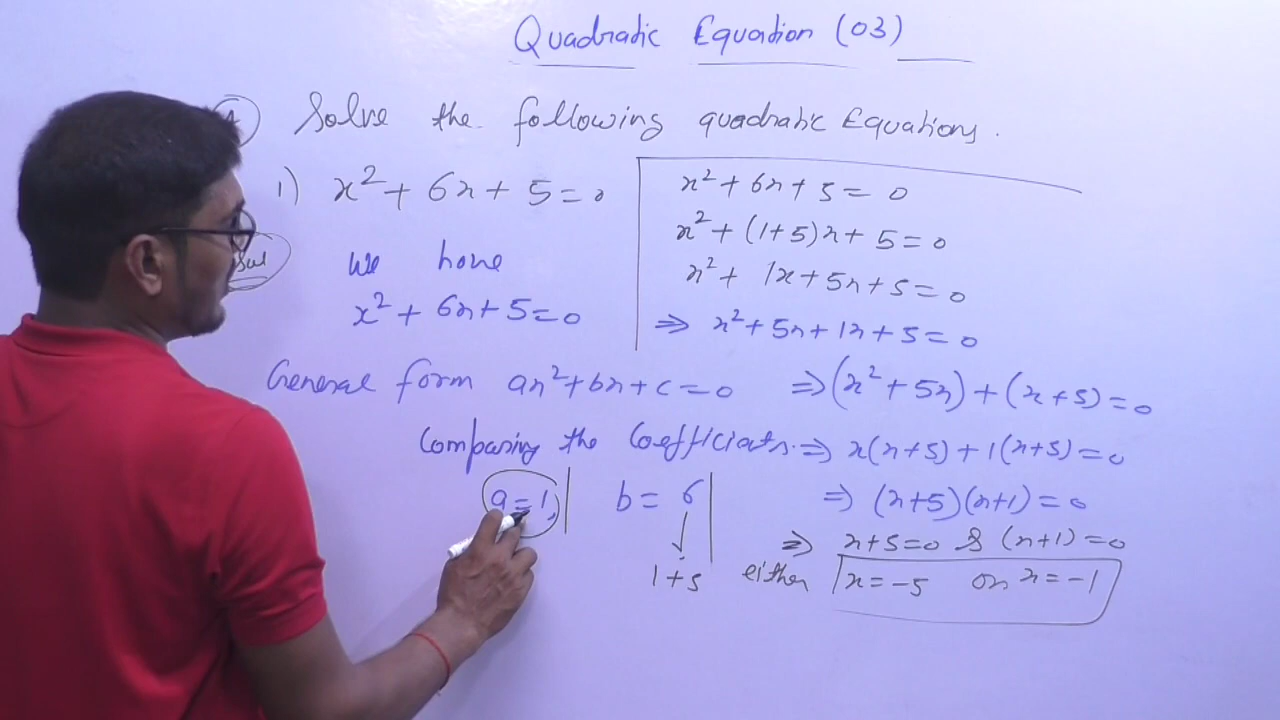 Quadratic Equation (03)
Solve the following quadratic Equations.
1) x² + 6x + 5 = 0
Sol
We have
x² + 6x + 5 = 0
General form ax² + bx + c = 0
Comparing the Coefficients.
a = 1, b = 6
1 + 5
x² + 6x + 5 = 0
x² + (1+5)x + 5 = 0
x² + 1x + 5x + 5 = 0
⇒ x² + 5x + 1x + 5 = 0
⇒ (x² + 5x) + (x + 5) = 0
⇒ x(x+5) + 1(x+5) = 0
⇒ (x+5)(x+1) = 0
⇒ x+5=0 & (x+1) = 0
either x = -5 or x = -1